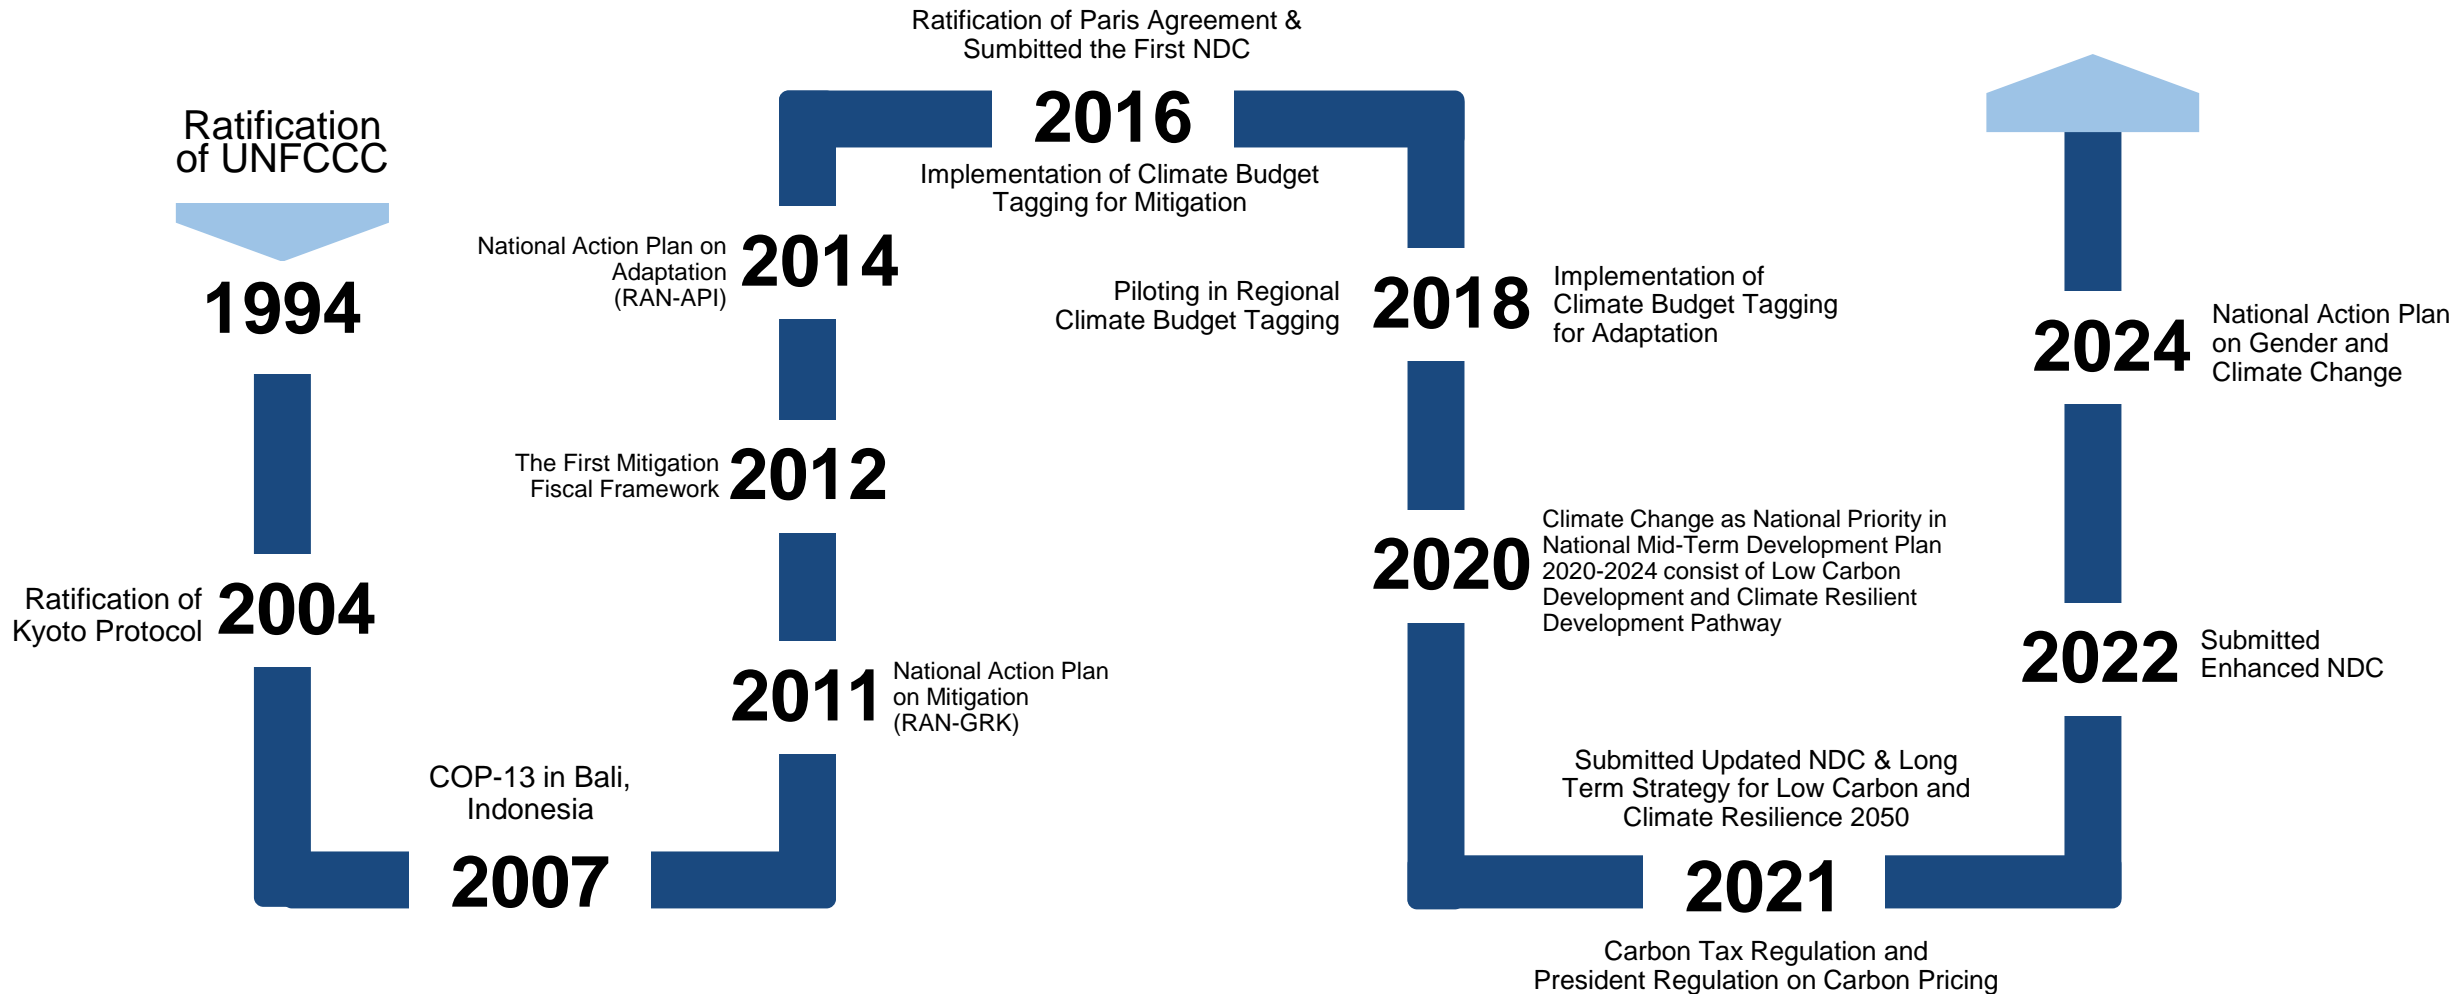 Ratification
of UNFCCC
1994
Ratification of
Kyoto Protocol
2004
COP-13 in Bali,
Indonesia
2007
2011
National Action Plan
on Mitigation
(RAN-GRK)
The First Mitigation
Fiscal Framework
2012
National Action Plan on
Adaptation
(RAN-API)
2014
Ratification of Paris Agreement &
Sumbitted the First NDC
2016
Implementation of Climate Budget
Tagging for Mitigation
Piloting in Regional
Climate Budget Tagging
2018
Implementation of
Climate Budget Tagging
for Adaptation
2020
Climate Change as National Priority in
National Mid-Term Development Plan
2020-2024 consist of Low Carbon
Development and Climate Resilient
Development Pathway
Submitted Updated NDC & Long
Term Strategy for Low Carbon and
Climate Resilience 2050
2021
Carbon Tax Regulation and
President Regulation on Carbon Pricing
2022
Submitted
Enhanced NDC
2024
National Action Plan
on Gender and
Climate Change